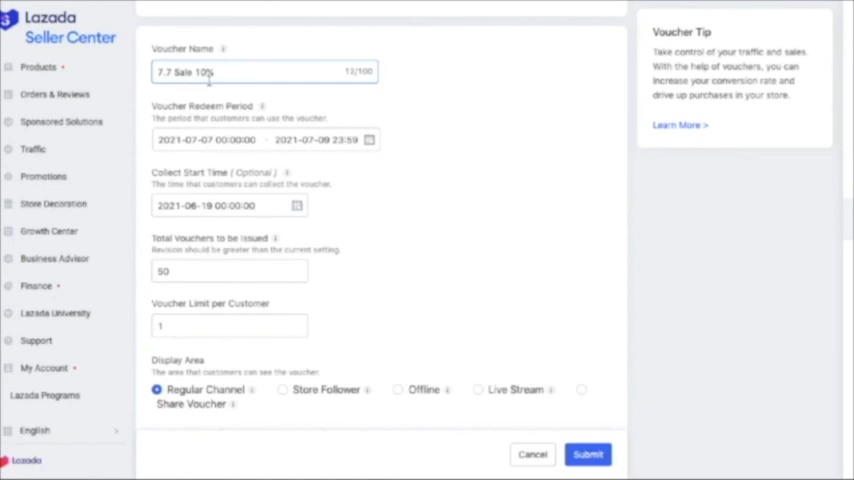 Lazada
Seller Center
Products
Orders & Reviews
Sponsored Solutions
Traffic
Promotions
Store Decoration
Growth Center
Business Advisor
Finance
Lazada University
Support
My Account
Lazada Programs
English
Lazada
Voucher Name
7.7 Sale 10%
12/100
Voucher Redeem Period
The period that customers can use the voucher.
2021-07-07 00:00:00 - 2021-07-09 23:59
Collect Start Time ( Optional )
The time that customers can collect the voucher.
2021-06-19 00:00:00
Total Vouchers to be Issued
Revision should be greater than the current setting.
50
Voucher Limit per Customer
1
Display Area
The area that customers can see the voucher.
Regular Channel Store Follower Offline Live Stream
Share Voucher
Cancel Submit
Voucher Tip
Take control of your traffic and sales.
With the help of vouchers, you can
increase your conversion rate and
drive up purchases in your store.
Learn More >